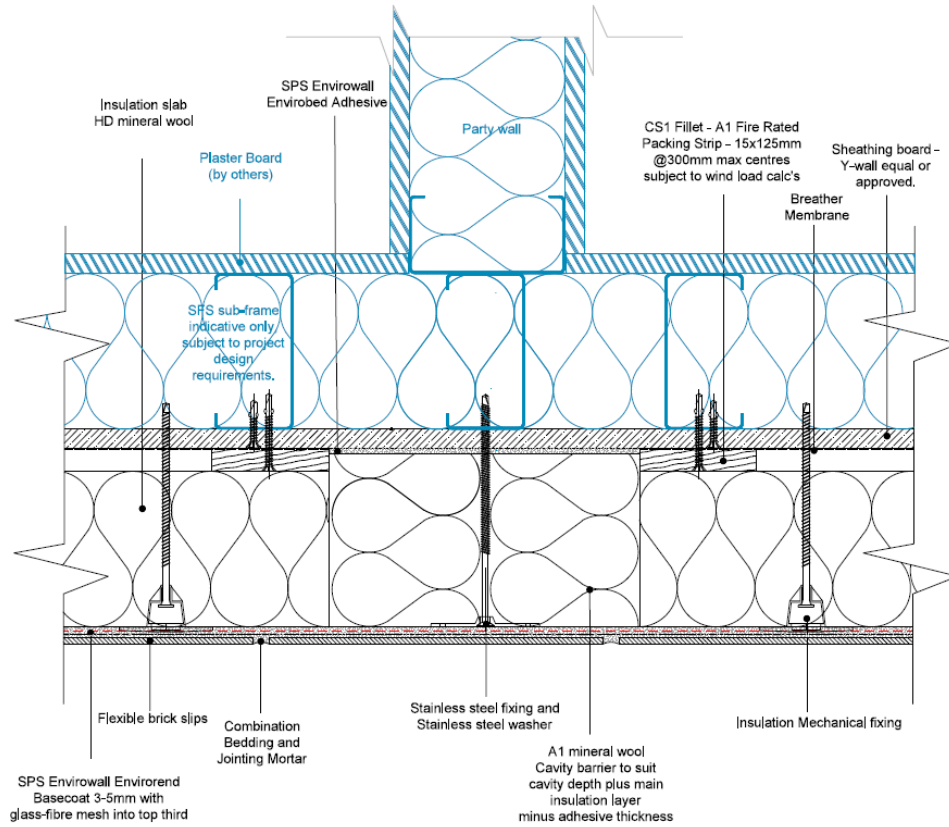 SPS Envirowall
Envirobed Adhesive
Insulation slab
HD mineral wool
Plaster Board
(by others)
Party wall
CS1 Fillet - A1 Fire Rated
Packing Strip - 15x125mm
@300mm max centres
subject to wind load calc's
Sheathing board -
Y-wall equal or
approved.
Breather
Membrane
SFS sub-frame
indicative only,
subject to project
design
requirements.
Flexible brick slips
Combination
Bedding and
Jointing Mortar
SPS Envirowall Envirorend
Basecoat 3-5mm with
glass-fibre mesh into top third
Stainless steel fixing and
Stainless steel washer
A1 mineral wool
Cavity barrier to suit
cavity depth plus main
insulation layer
minus adhesive thickness
Insulation Mechanical fixing